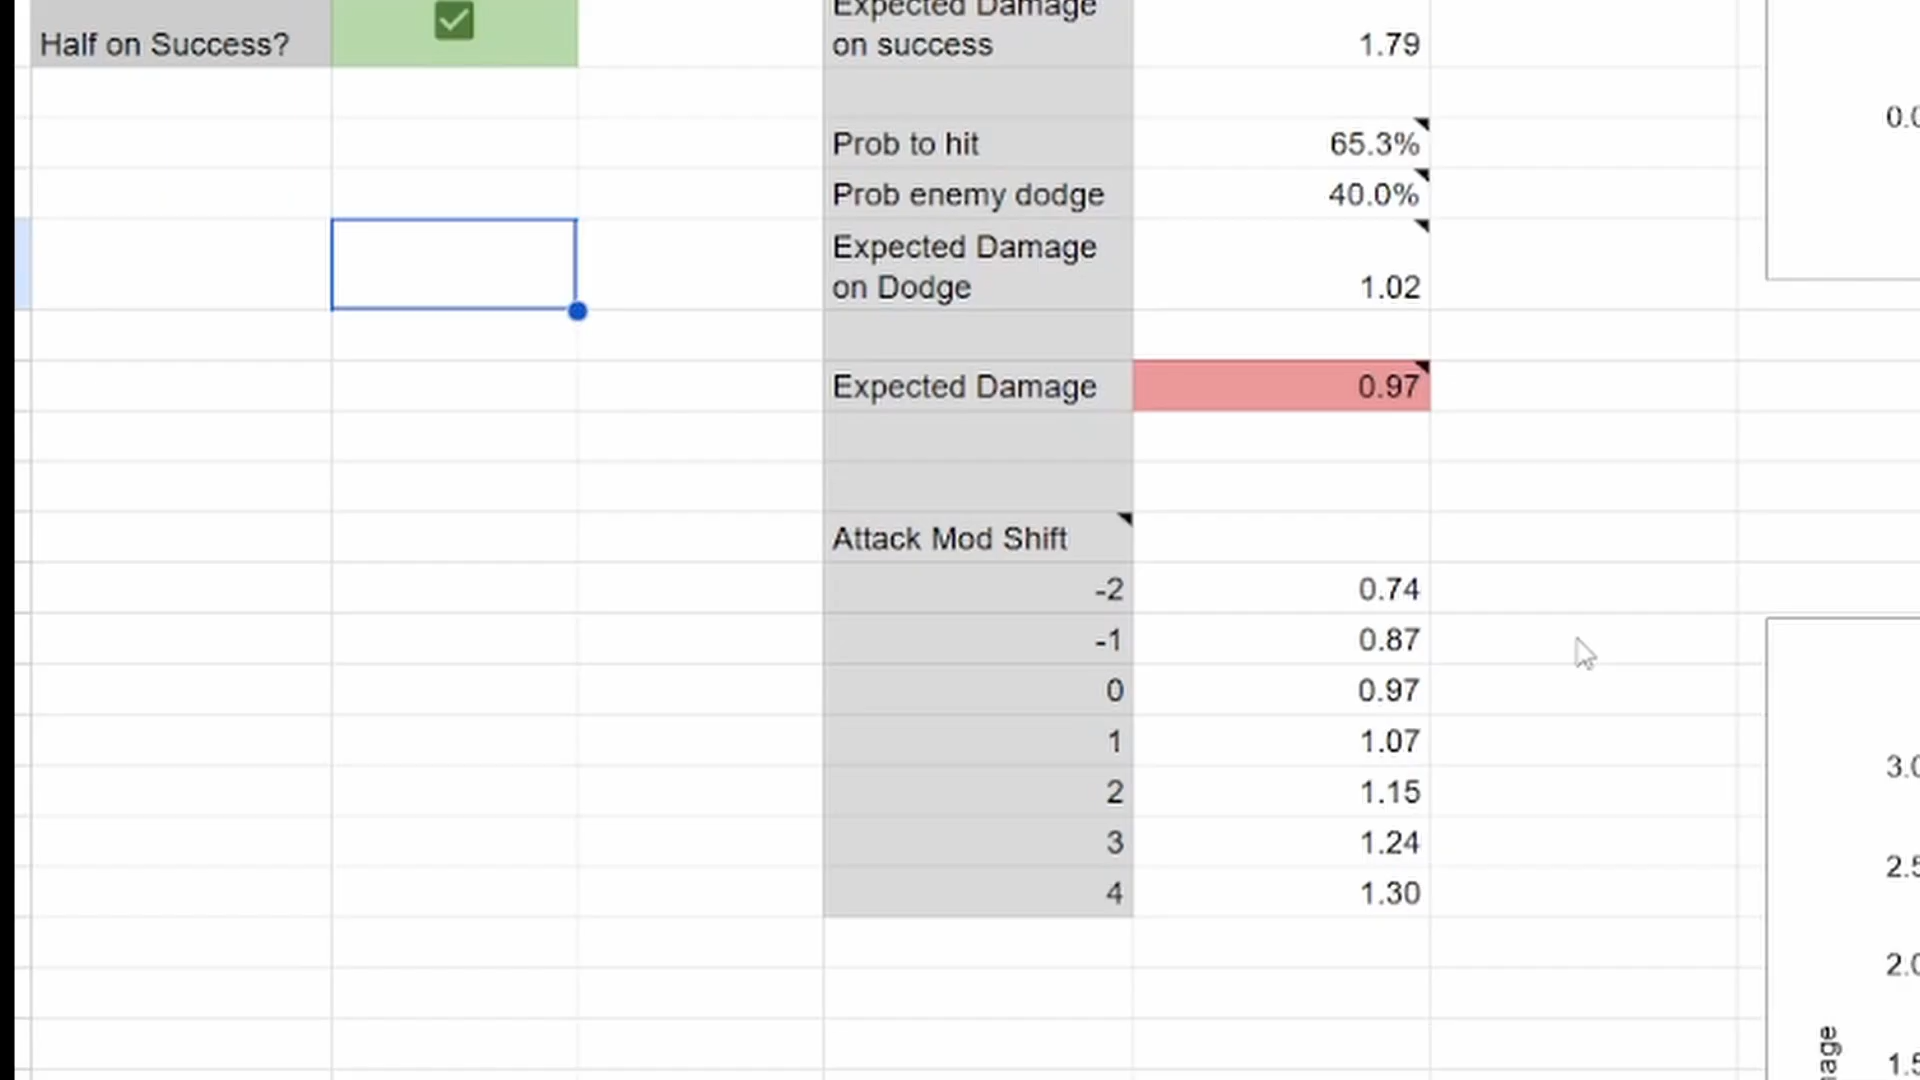 Half on Success?
Expected Damage
on success 1.79
Prob to hit 65.3%
Prob enemy dodge 40.0%
Expected Damage
on Dodge 1.02
Expected Damage 0.97
Attack Mod Shift
-2 0.74
-1 0.87
0 0.97
1 1.07
2 1.15
3 1.24
4 1.30